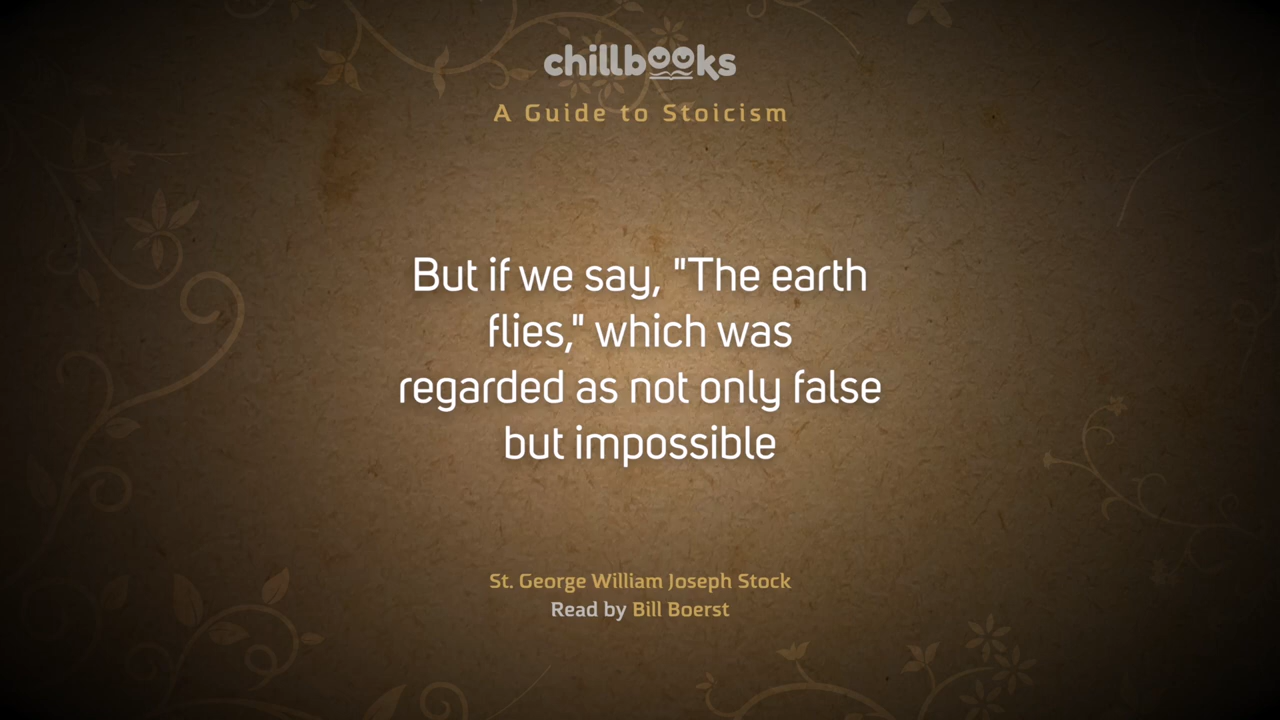 chillbooks
A Guide to Stoicism
But if we say, "The earth
flies," which was
regarded as not only false
but impossible
St. George William Joseph Stock
Read by Bill Boerst